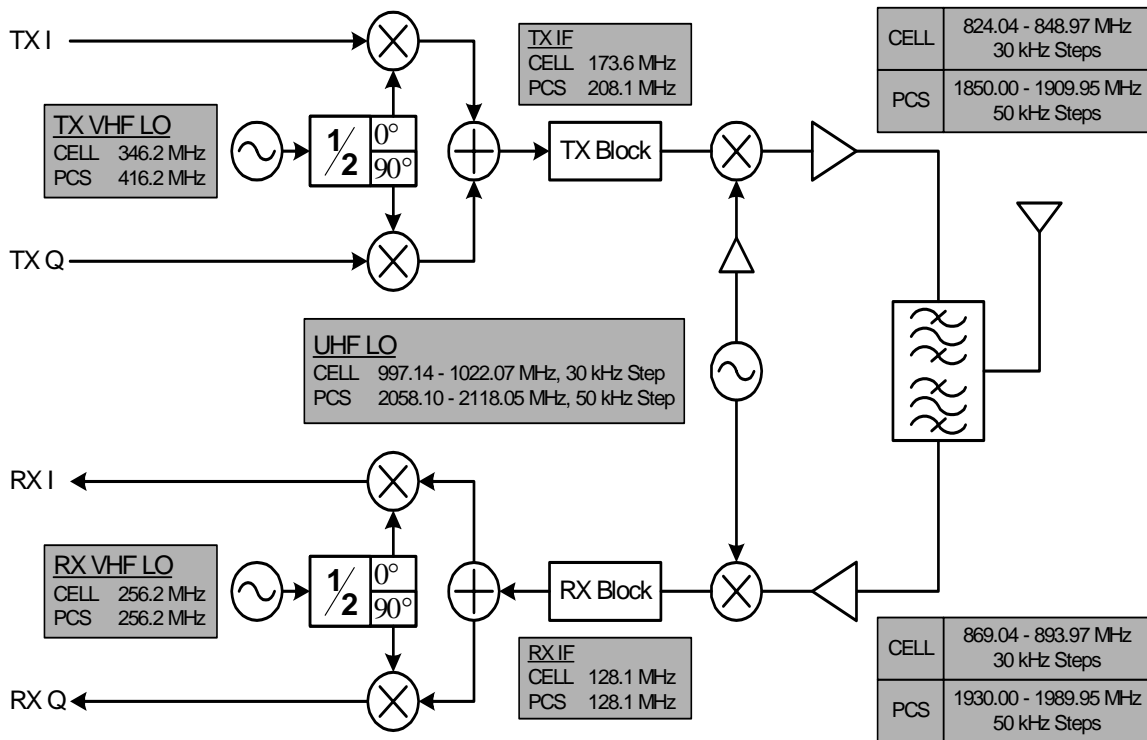 TX I
TX VHF LO
CELL 346.2 MHz
PCS 416.2 MHz
1/2
0°
90°
TX Q
TX IF
CELL 173.6 MHz
PCS 208.1 MHz
TX Block
CELL 824.04 - 848.97 MHz
30 kHz Steps
PCS 1850.00 - 1909.95 MHz
50 kHz Steps
UHF LO
CELL 997.14 - 1022.07 MHz, 30 kHz Step
PCS 2058.10 - 2118.05 MHz, 50 kHz Step
RX I
RX VHF LO
CELL 256.2 MHz
PCS 256.2 MHz
1/2
0°
90°
RX Q
RX Block
RX IF
CELL 128.1 MHz
PCS 128.1 MHz
CELL 869.04 - 893.97 MHz
30 kHz Steps
PCS 1930.00 - 1989.95 MHz
50 kHz Steps